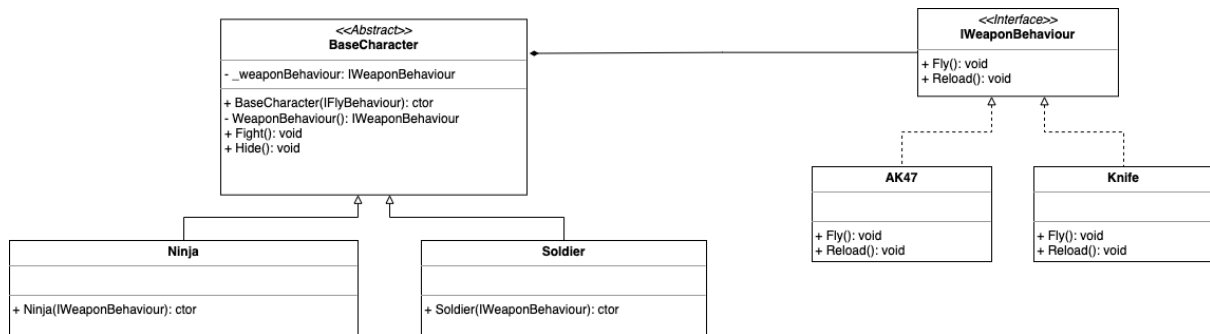 <<Abstract>>
BaseCharacter
- _weaponBehaviour: IWeaponBehaviour
+ BaseCharacter(IFlyBehaviour): ctor
- WeaponBehaviour(): IWeaponBehaviour
+ Fight(): void
+ Hide(): void
<<Interface>>
IWeaponBehaviour
+ Fly(): void
+ Reload(): void
AK47
+ Fly(): void
+ Reload(): void
Knife
+ Fly(): void
+ Reload(): void
Ninja
+ Ninja(IWeaponBehaviour): ctor
Soldier
+ Soldier(IWeaponBehaviour): ctor